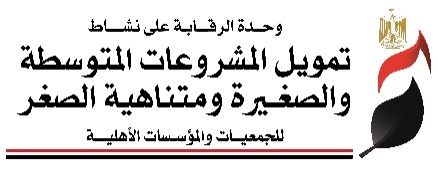 وحدة الرقابة على نشاط
تمويل المشروعات المتوسطة
والصغيرة ومتناهية الصغر
للجمعيات والمؤسسات الأهلية